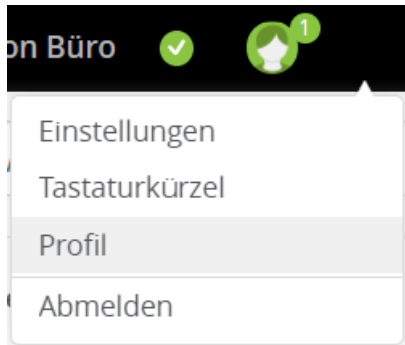 on Büro
1
Einstellungen
Tastaturkürzel
Profil
Abmelden